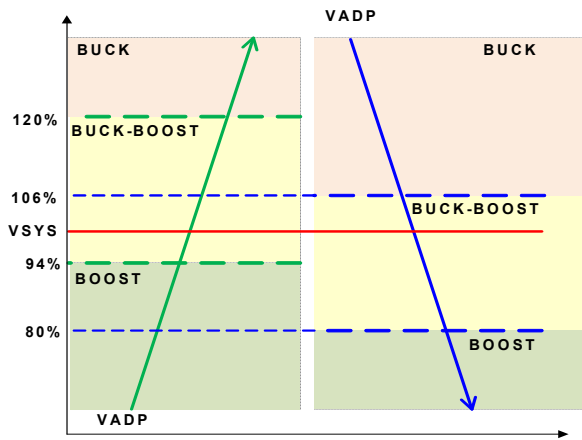 VADP
BUCK
BUCK
120%
BUCK-BOOST
106%
BUCK-BOOST
VSYS
94%
BOOST
80%
BOOST
VADP